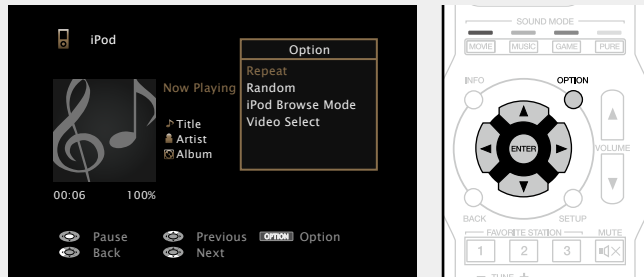 iPod
Option
Repeat
Random
iPod Browse Mode
Video Select
Now Playing
Title
Artist
Album
00:06 100%
Pause
Previous
OPTION Option
Back
Next
SOUND MODE
MOVIE MUSIC GAME PURE
INFO OPTION
ENTER
VOLUME
BACK SETUP
FAVORITE STATION MUTE
1 2 3
TUNE +